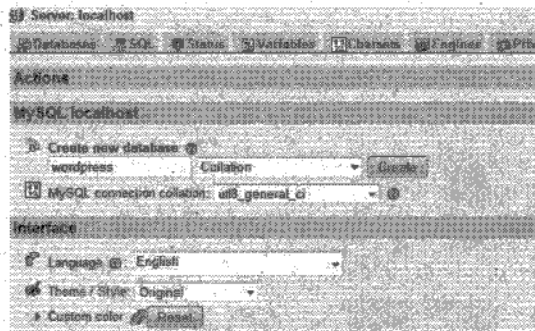 Server: localhost
Databases SQL Status Variables Charsets Engines
Actions
MySQL localhost
Create new database
wordpress Collation Create
MySQL connection collation: utf8_general_ci
Interface
Language English
Theme / Style: Original
Custom color Reset